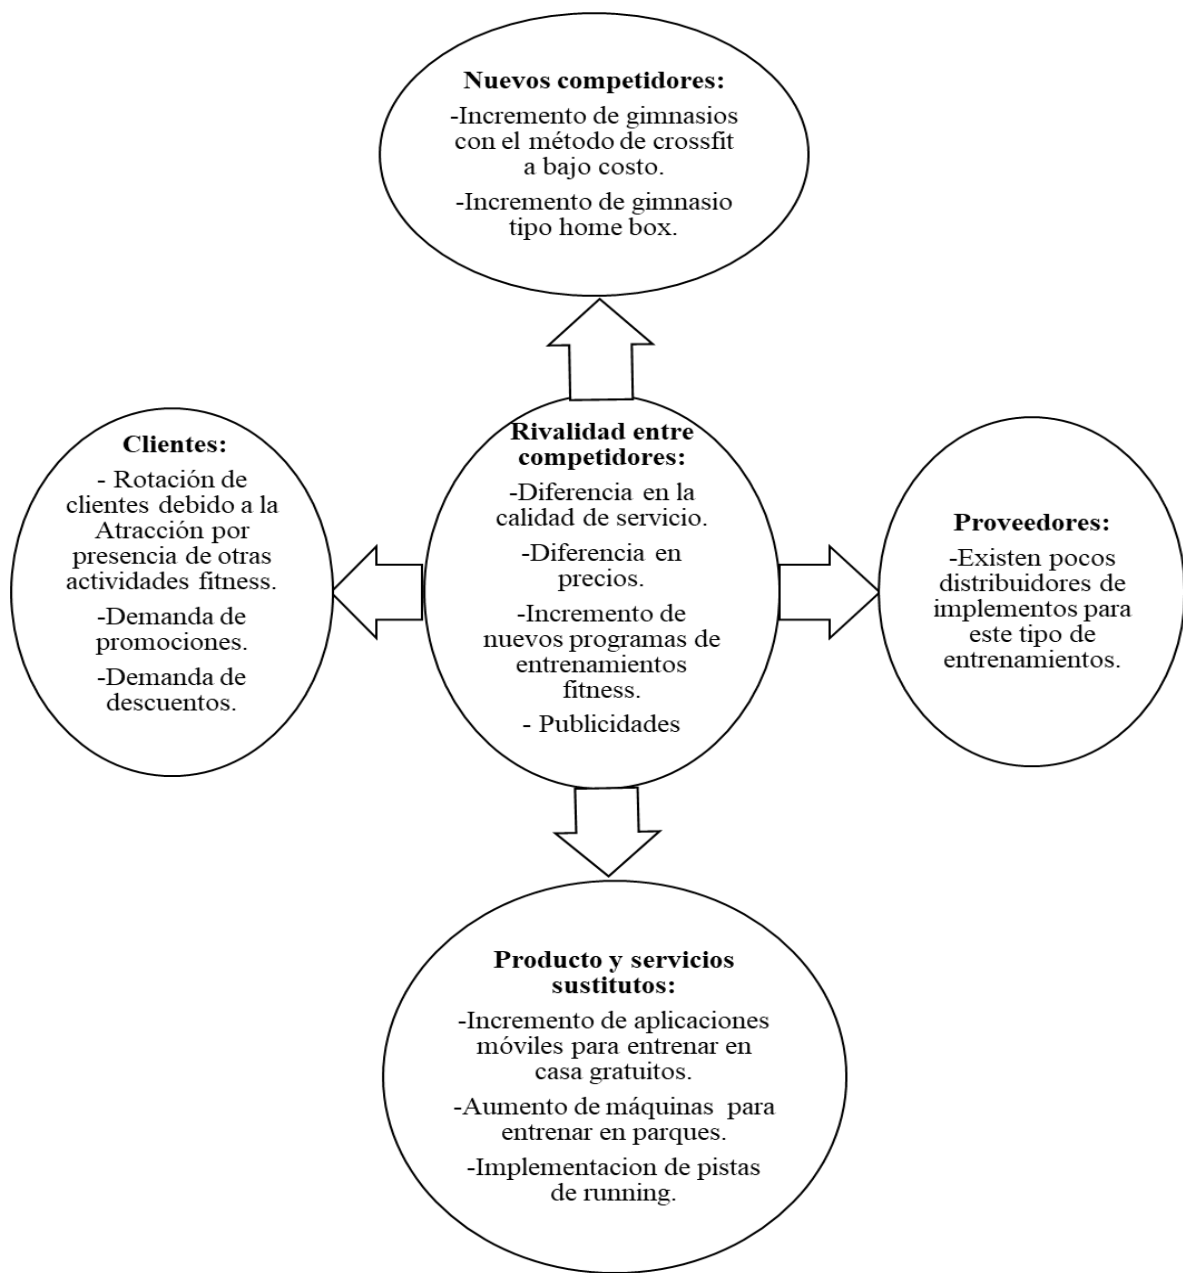 Nuevos competidores:
-Incremento de gimnasios
con el método de crossfit
a bajo costo.
-Incremento de gimnasio
tipo home box.
Clientes:
- Rotación de
clientes debido a la
Atracción por
presencia de otras
actividades fitness.
-Demanda de
promociones.
-Demanda de
descuentos.
Rivalidad entre
competidores:
-Diferencia en la
calidad de servicio.
-Diferencia en
precios.
-Incremento de
nuevos programas de
entrenamientos
fitness.
- Publicidades
Proveedores:
-Existen pocos
distribuidores de
implementos para
este tipo de
entrenamientos.
Producto y servicios
sustitutos:
-Incremento de aplicaciones
móviles para entrenar en
casa gratuitos.
-Aumento de máquinas para
entrenar en parques.
-Implementacion de pistas
de running.